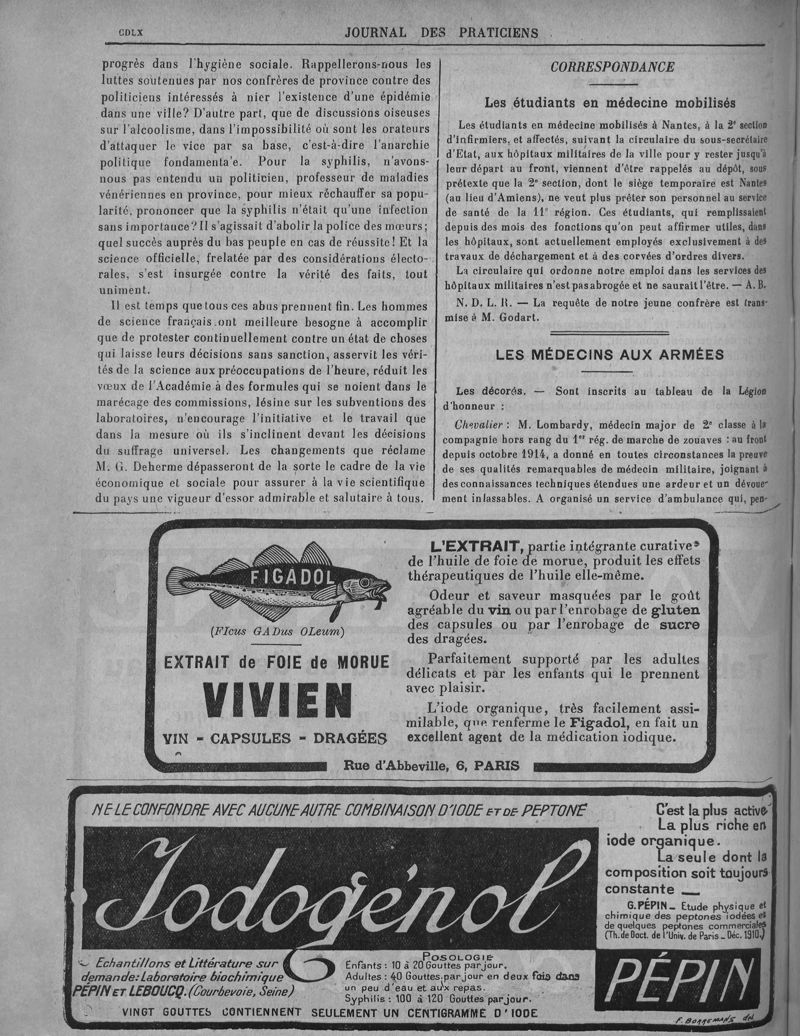 CDLX
JOURNAL DES PRATICIENS
progrès dans l'hygiène sociale. Rappellerons-nous les
luttes soutenues par nos confrères de province contre des
politiciens intéressés à nier l'existence d'une épidémie
dans une ville? D'autre part, que de discussions oiseuses
sur l'alcoolisme, dans l'impossibilité où sont les orateurs
d'attaquer le vice par sa base, c'est-à-dire l'anarchie
politique fondamenta'e. Pour la syphilis, n'avons-
nous pas entendu un politicien, professeur de maladies
vénériennes en province, pour mieux réchauffer sa popu-
larité, prononcer que la syphilis n'était qu'une infection
sans importance? Il s'agissait d'abolir la police des mœurs;
quel succès auprès du bas peuple en cas de réussite! Et la
science officielle, frelatée par des considérations électo-
rales, s'est insurgée contre la vérité des faits, tout
uniment.
Il est temps que tous ces abus prennent fin. Les hommes
de science français ont meilleure besogne à accomplir
que de protester continuellement contre un état de choses
qui laisse leurs décisions sans sanction, asservit les véri-
tés de la science aux préoccupations de l'heure, réduit les
vœux de l'Académie à des formules qui se noient dans le
marécage des commissions, lésine sur les subventions des
laboratoires, n'encourage l'initiative et le travail que
dans la mesure où ils s'inclinent devant les décisions
du suffrage universel. Les changements que réclame
M. G. Deherme dépasseront de la sorte le cadre de la vie
économique et sociale pour assurer à la vie scientifique
du pays une vigueur d'essor admirable et salutaire à tous.
CORRESPONDANCE
Les étudiants en médecine mobilisés
Les étudiants en médecine mobilisés à Nantes, à la 2e section
d'infirmiers, et affectés, suivant la circulaire du sous-secrétaire
d'Etat, aux hôpitaux militaires de la ville pour y rester jusqu'à
leur départ au front, viennent d'être rappelés au dépôt, sous
prétexte que la 2e section, dont le siège temporaire est Nantes
(au lieu d'Amiens), ne veut plus prêter son personnel au service
de santé de la 11e région. Ces étudiants, qui remplissaient
depuis des mois des fonctions qu'on peut affirmer utiles, dans
les hôpitaux, sont actuellement employés exclusivement à des
travaux de déchargement et à des corvées d'ordres divers.
La circulaire qui ordonne notre emploi dans les services des
hôpitaux militaires n'est pas abrogée et ne saurait l'être. — A. B.
N. D. L. R. — La requête de notre jeune confrère est trans-
mise à M. Godart.
LES MÉDECINS AUX ARMÉES
Les décorés. — Sont inscrits au tableau de la Légion
d'honneur :
Chevalier : M. Lombardy, médecin major de 2e classe à la
compagnie hors rang du 1er rég. de marche de zouaves : au front
depuis octobre 1914, a donné en toutes circonstances la preuve
de ses qualités remarquables de médecin militaire, joignant à
des connaissances techniques étendues une ardeur et un dévoue-
ment inlassables. A organisé un service d'ambulance qui, pen-
FIGADOL
(FIcus GADus OLeum)
EXTRAIT de FOIE de MORUE
VIVIEN
VIN - CAPSULES - DRAGÉES
L'EXTRAIT, partie intégrante curative
de l'huile de foie de morue, produit les effets
thérapeutiques de l'huile elle-même.
Odeur et saveur masquées par le goût
agréable du vin ou par l'enrobage de gluten
des capsules ou par l'enrobage de sucre
des dragées.
Parfaitement supporté par les adultes
délicats et par les enfants qui le prennent
avec plaisir.
L'iode organique, très facilement assi-
milable, que renferme le Figadol, en fait un
excellent agent de la médication iodique.
Rue d'Abbeville, 6, PARIS
NE LE CONFONDRE AVEC AUCUNE AUTRE COMBINAISON D'IODE ET DE PEPTONE
Iodogénol
C'est la plus active
La plus riche en
iode organique.
La seule dont la
composition soit toujours
constante —
G. PÉPIN _ Etude physique et
chimique des peptones iodées et
de quelques peptones commerciales
(Th. de Doct. de l'Univ. de Paris _ Déc. 1910.)
PÉPIN
Echantillons et Littérature sur
demande: Laboratoire biochimique
PÉPIN ET LEBOUCQ. (Courbevoie, Seine)
POSOLOGIE
Enfants : 10 à 20 Gouttes par jour.
Adultes : 40 Gouttes par jour en deux fois dans
un peu d'eau et aux repas.
Syphilis : 100 à 120 Gouttes par jour.
VINGT GOUTTES CONTIENNENT SEULEMENT UN CENTIGRAMME D'IODE